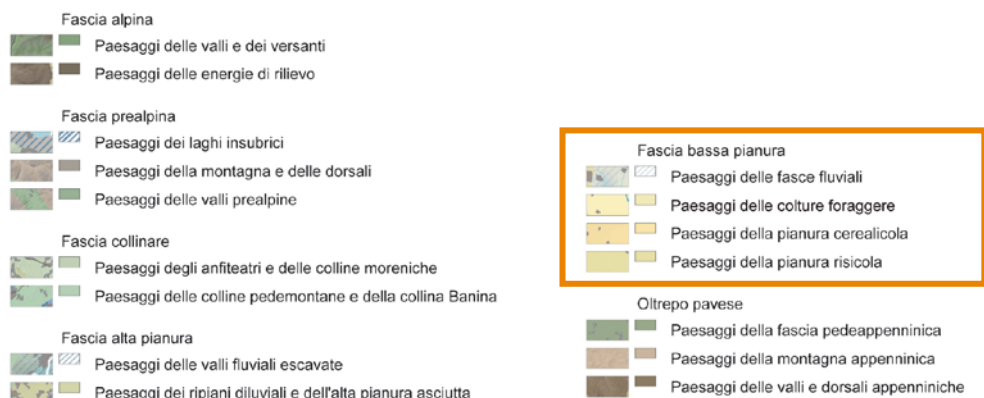 Fascia alpina
Paesaggi delle valli e dei versanti
Paesaggi delle energie di rilievo
Fascia prealpina
Paesaggi dei laghi insubrici
Paesaggi della montagna e delle dorsali
Paesaggi delle valli prealpine
Fascia collinare
Paesaggi degli anfiteatri e delle colline moreniche
Paesaggi delle colline pedemontane e della collina Banina
Fascia alta pianura
Paesaggi delle valli fluviali escavate
Paesaggi dei ripiani diluviali e dell'alta pianura asciutta
Fascia bassa pianura
Paesaggi delle fasce fluviali
Paesaggi delle colture foraggere
Paesaggi della pianura cerealicola
Paesaggi della pianura risicola
Oltrepo pavese
Paesaggi della fascia pedeappenninica
Paesaggi della montagna appenninica
Paesaggi delle valli e dorsali appenniniche